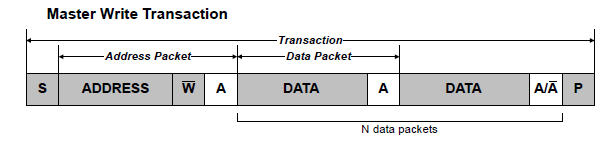 Master Write Transaction
Transaction
Address Packet
Data Packet
S ADDRESS W̅ A DATA A DATA A/A̅ P
N data packets